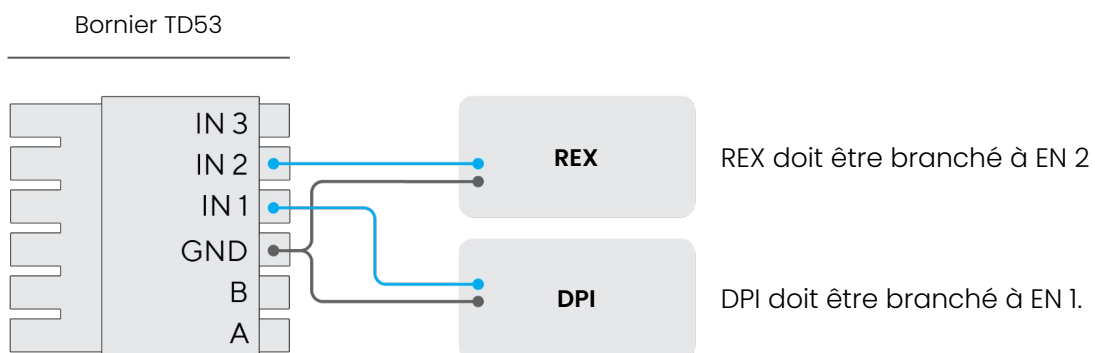 Bornier TD53
IN 3
IN 2
IN 1
GND
B
A
REX
REX doit être branché à EN 2
DPI
DPI doit être branché à EN 1.